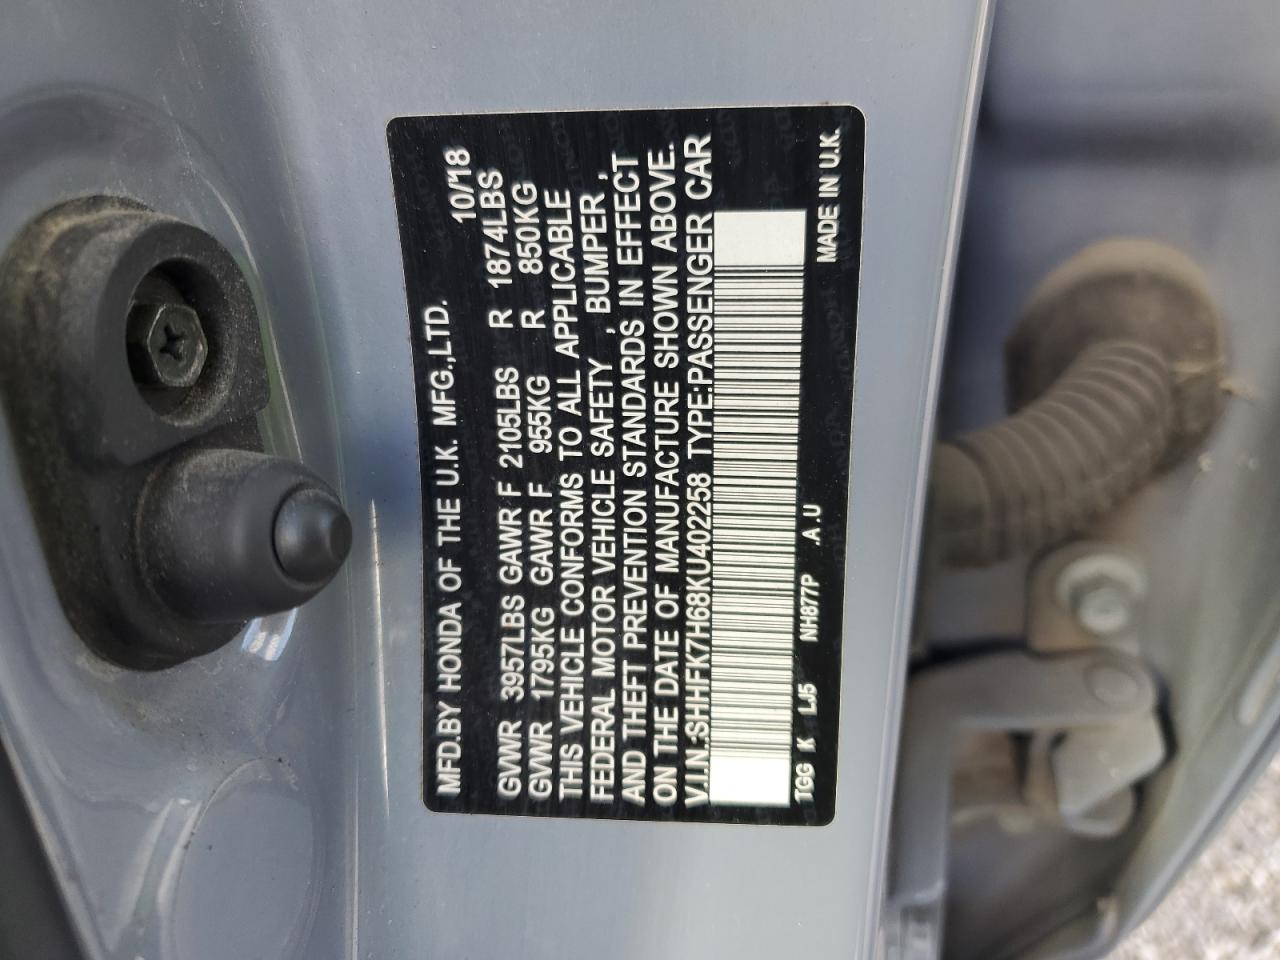 MFD.BY HONDA OF THE U.K. MFG.,LTD. 10/18
GVWR 3957LBS GAWR F 2105LBS R 1874LBS
GVWR 1795KG GAWR F 955KG R 850KG
THIS VEHICLE CONFORMS TO ALL APPLICABLE
FEDERAL MOTOR VEHICLE SAFETY , BUMPER ,
AND THEFT PREVENTION STANDARDS IN EFFECT
ON THE DATE OF MANUFACTURE SHOWN ABOVE.
V.I.N.:SHHFK7H68KU402258 TYPE:PASSENGER CAR
TGG K LJ5 NH877P .A.U MADE IN U.K.